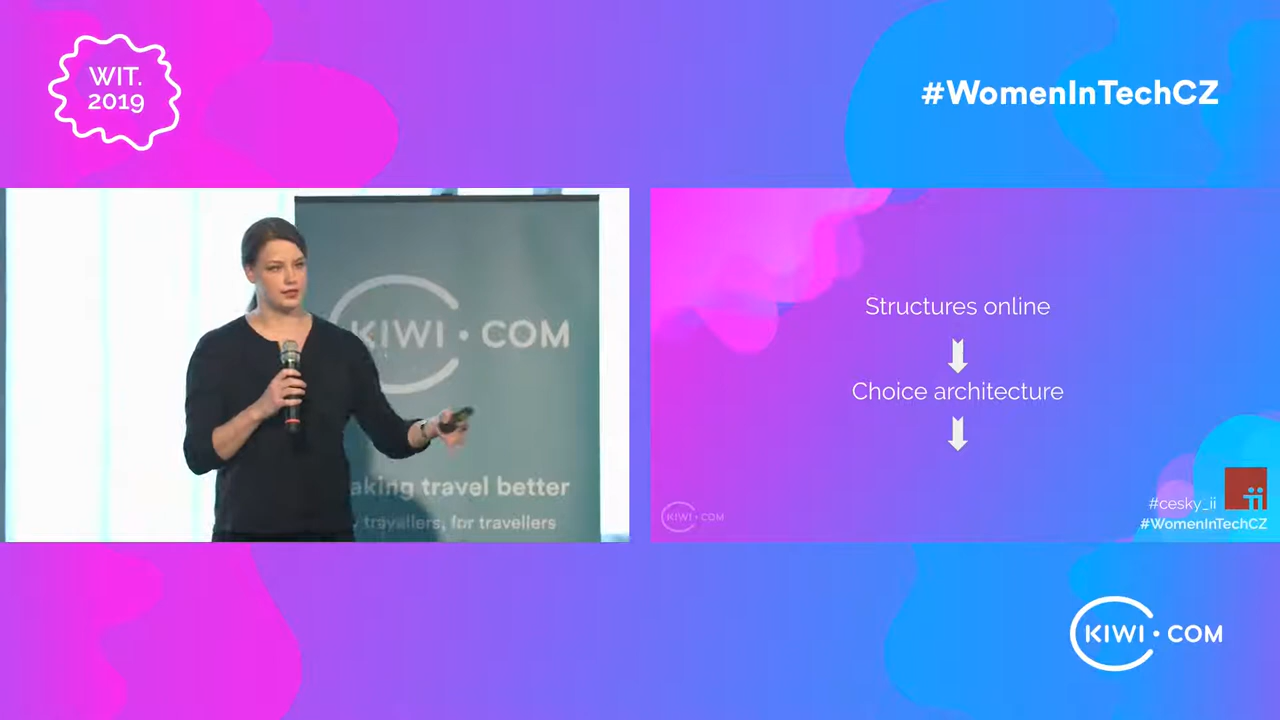 WIT.
2019
#WomenInTechCZ
KIWI·COM
aking travel better
travellers, for travellers
Structures online
Choice architecture
KIWI·COM
#cesky_ii
#WomenInTechCZ
KIWI·COM